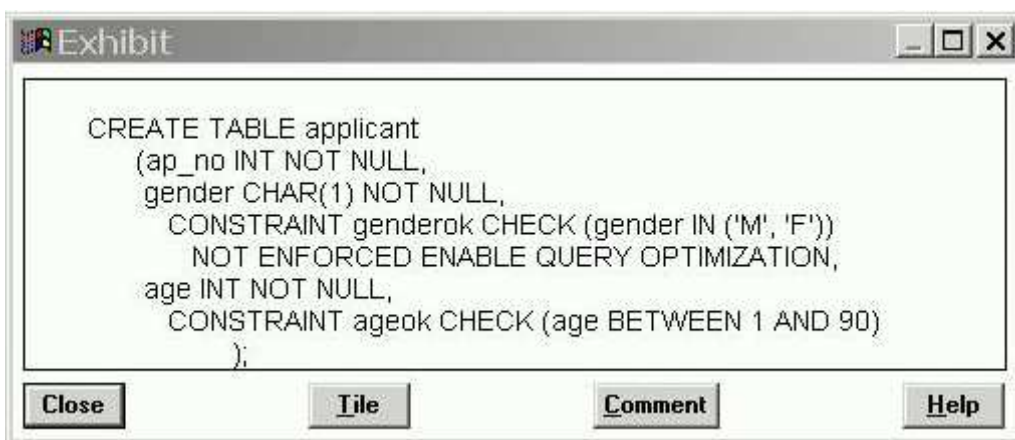 Exhibit
CREATE TABLE applicant
(ap_no INT NOT NULL,
gender CHAR(1) NOT NULL,
CONSTRAINT genderok CHECK (gender IN ('M', 'F'))
NOT ENFORCED ENABLE QUERY OPTIMIZATION,
age INT NOT NULL,
CONSTRAINT ageok CHECK (age BETWEEN 1 AND 90)
);
Close Tile Comment Help